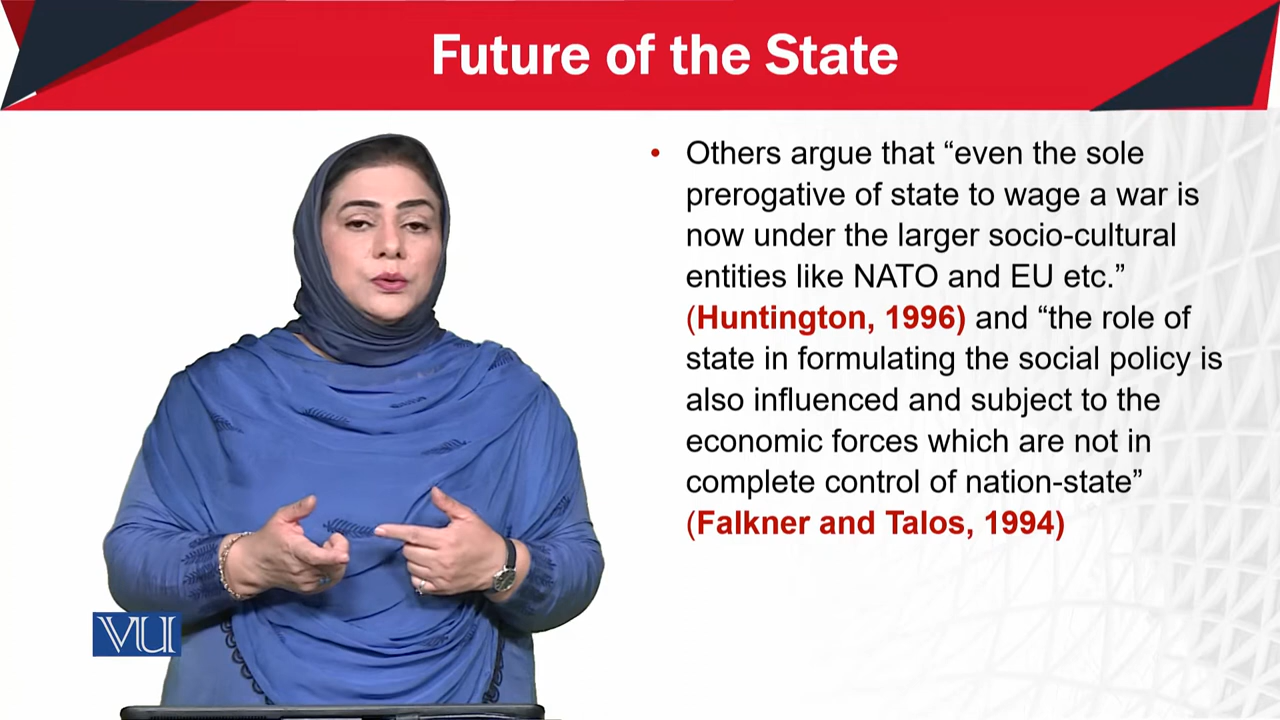 Future of the State
• Others argue that “even the sole
prerogative of state to wage a war is
now under the larger socio-cultural
entities like NATO and EU etc.”
(Huntington, 1996) and “the role of
state in formulating the social policy is
also influenced and subject to the
economic forces which are not in
complete control of nation-state”
(Falkner and Talos, 1994)
VU